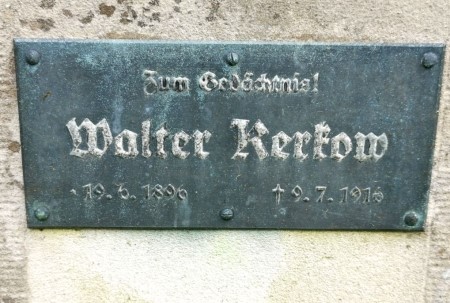 Zum Gedächtnis!
Walter Kerkow
19. 6. 1896 † 9. 7. 1916